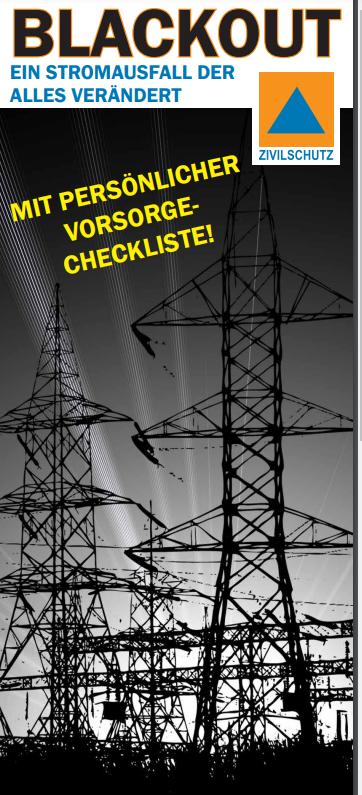 BLACKOUT
EIN STROMAUSFALL DER
ALLES VERÄNDERT
ZIVILSCHUTZ
MIT PERSÖNLICHER
VORSORGE-
CHECKLISTE!